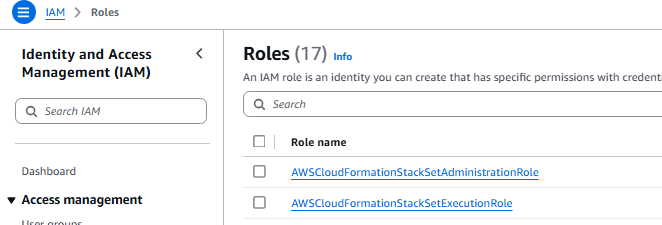 IAM > Roles
Identity and Access Management (IAM)
Search IAM
Dashboard
Access management
User groups
Roles (17) Info
An IAM role is an identity you can create that has specific permissions with
Search
Role name
AWSCloudFormationStackSetAdministrationRole
AWSCloudFormationStackSetExecutionRole